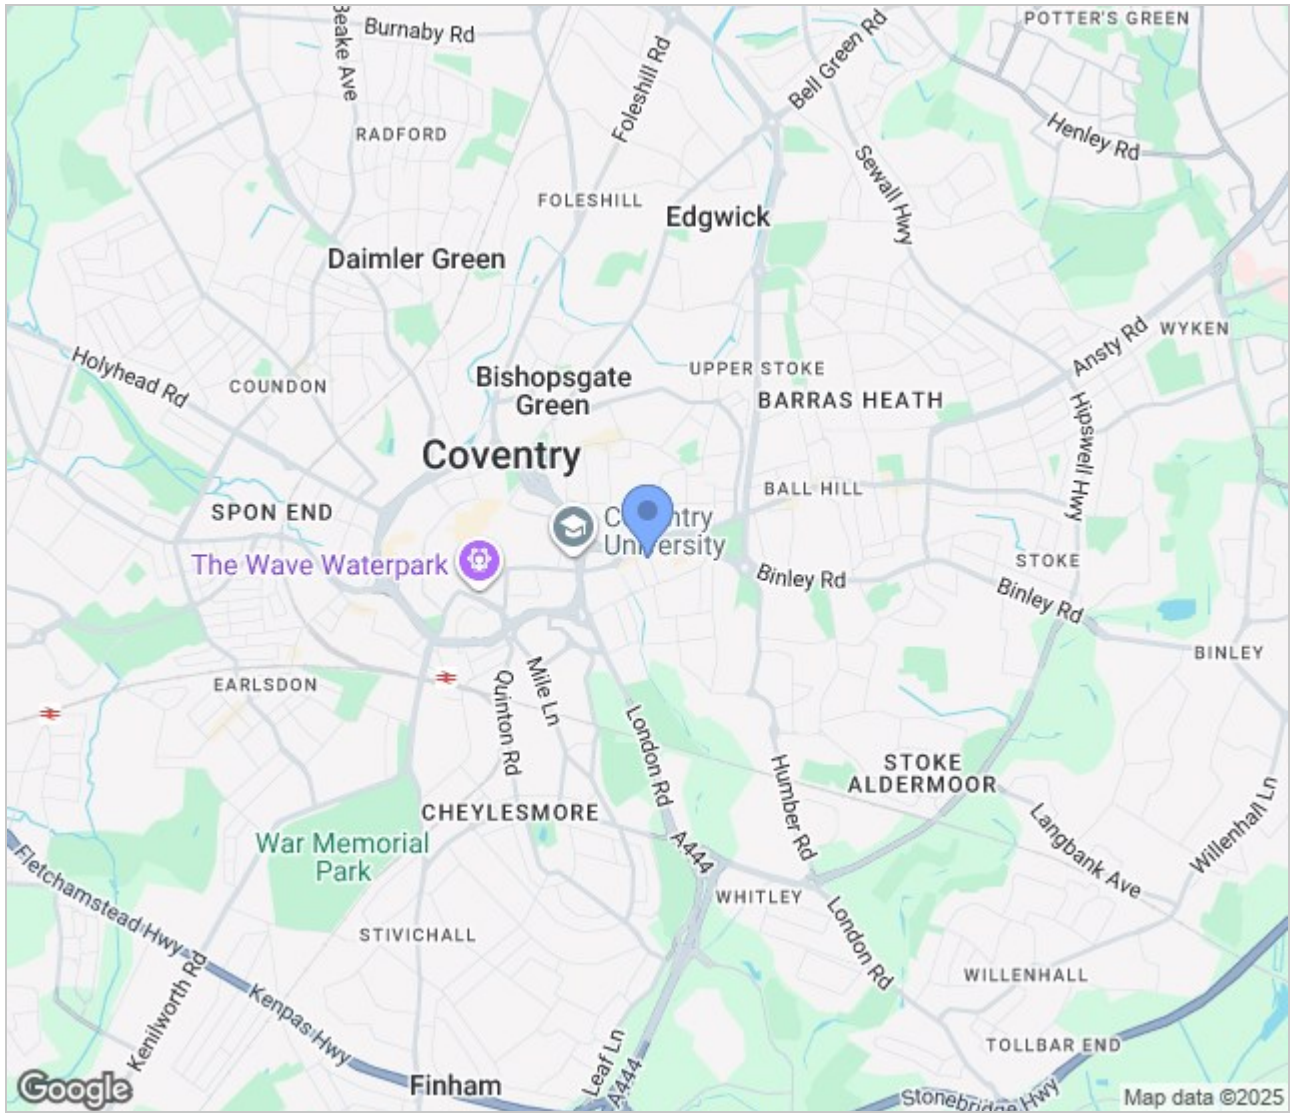 POTTER'S GREEN
Burnaby Rd
Beake Ave
Foleshill Rd
Bell Green Rd
RADFORD
Henley Rd
Sewall Hwy
FOLESHILL
Edgwick
Daimler Green
WYKEN
Ansty Rd
Holyhead Rd
COUNDON
Bishopsgate
Green
UPPER STOKE
BARRAS HEATH
Hipswell Hwy
Coventry
BALL HILL
SPON END
University
The Wave Waterpark
Binley Rd
STOKE
Binley Rd
BINLEY
EARLSDON
Quinton Rd
Mile Ln
London Rd
Humber Rd
STOKE
ALDERMOOR
CHEYLESMORE
Langbank Ave
Willenhall Ln
War Memorial
Park
A444
Fletchamstead Hwy
WHITLEY
London Rd
STIVICHALL
WILLENHALL
Kenilworth Rd
Kenpas Hwy
TOLLBAR END
Leaf Ln
A444
Finham
Stonebridge Hwy
Google
Map data ©2025